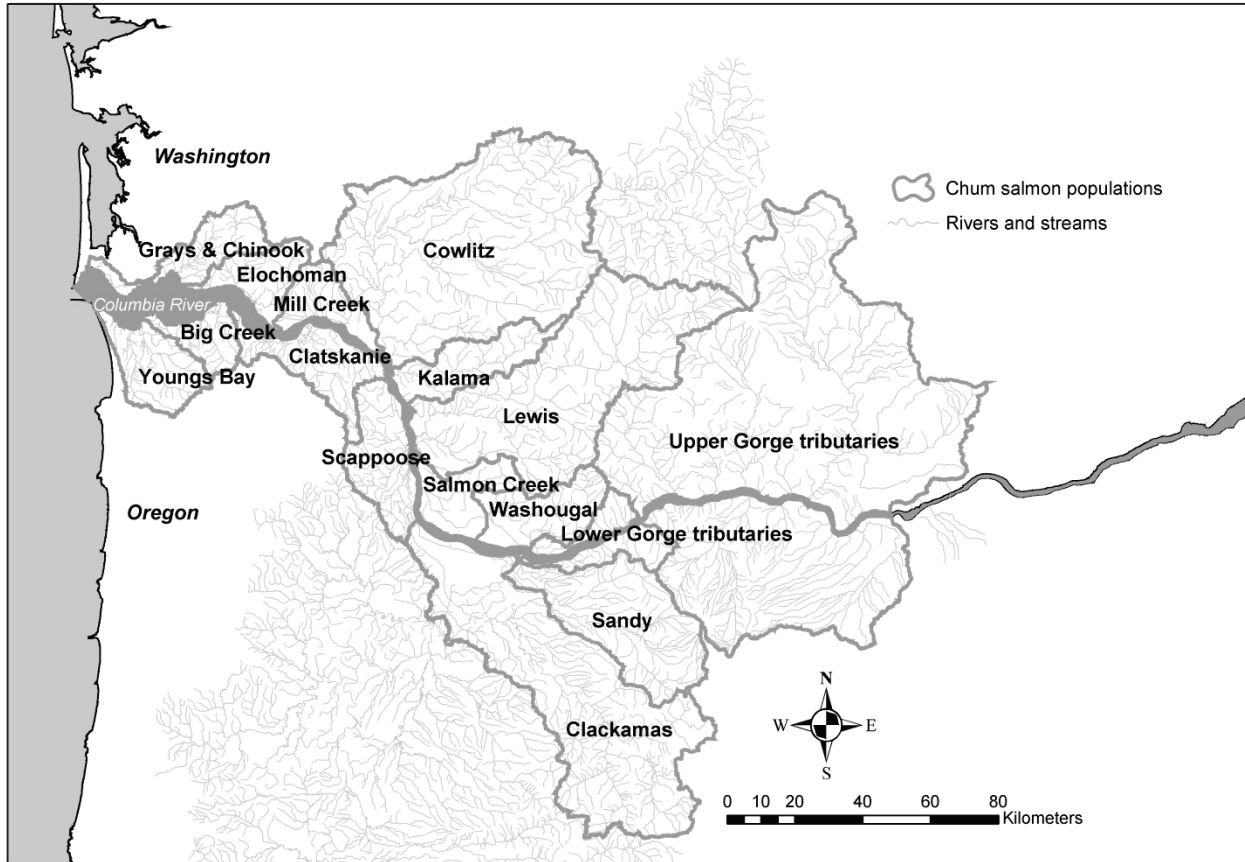 Washington
Chum salmon populations
Rivers and streams
Grays & Chinook
Cowlitz
Elochoman
Columbia River
Mill Creek
Big Creek
Clatskanie
Youngs Bay
Kalama
Lewis
Upper Gorge tributaries
Scappoose
Salmon Creek
Washougal
Oregon
Lower Gorge tributaries
Sandy
Clackamas
N
W
E
S
0 10 20 40 60 80
Kilometers